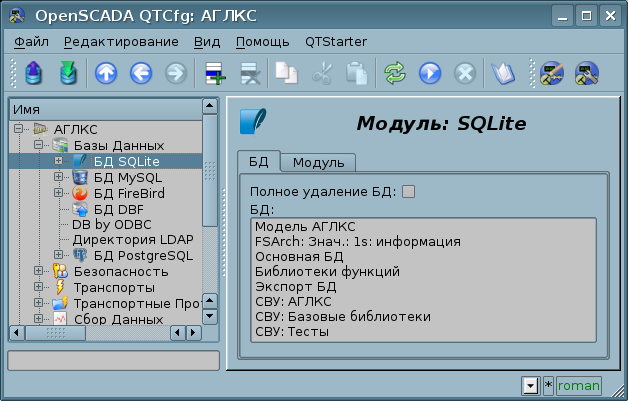 OpenSCADA QTCfg: АГЛКС
Файл Редактирование Вид Помощь QTStarter
Имя
АГЛКС
Базы Данных
БД SQLite
БД MySQL
БД FireBird
БД DBF
DB by ODBC
Директория LDAP
БД PostgreSQL
Безопасность
Транспорты
Транспортные Про
Сбор Данных
Модуль: SQLite
БД Модуль
Полное удаление БД:
БД:
Модель АГЛКС
FSArch: Знач.: 1s: информация
Основная БД
Библиотеки функций
Экспорт БД
СВУ: АГЛКС
СВУ: Базовые библиотеки
СВУ: Тесты
* roman